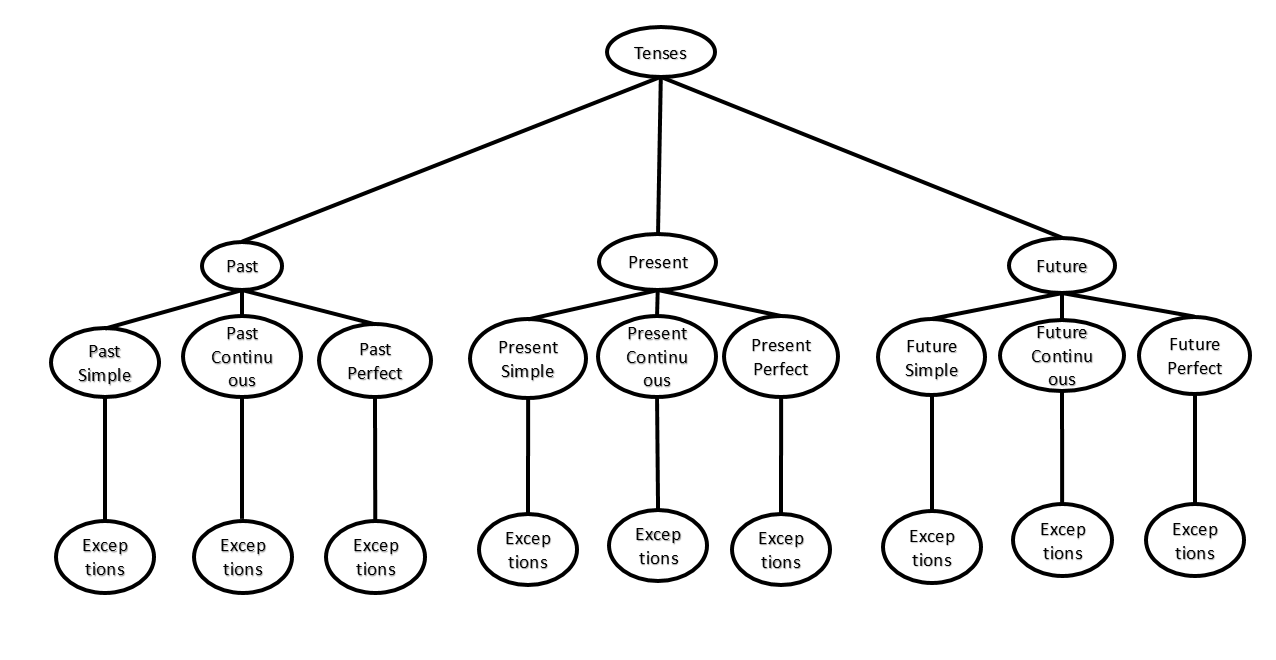 Tenses
Past
Present
Future
Past
Simple
Past
Continu
ous
Past
Perfect
Present
Simple
Present
Continu
ous
Present
Perfect
Future
Simple
Future
Continu
ous
Future
Perfect
Excep
tions
Excep
tions
Excep
tions
Excep
tions
Excep
tions
Excep
tions
Excep
tions
Excep
tions
Excep
tions